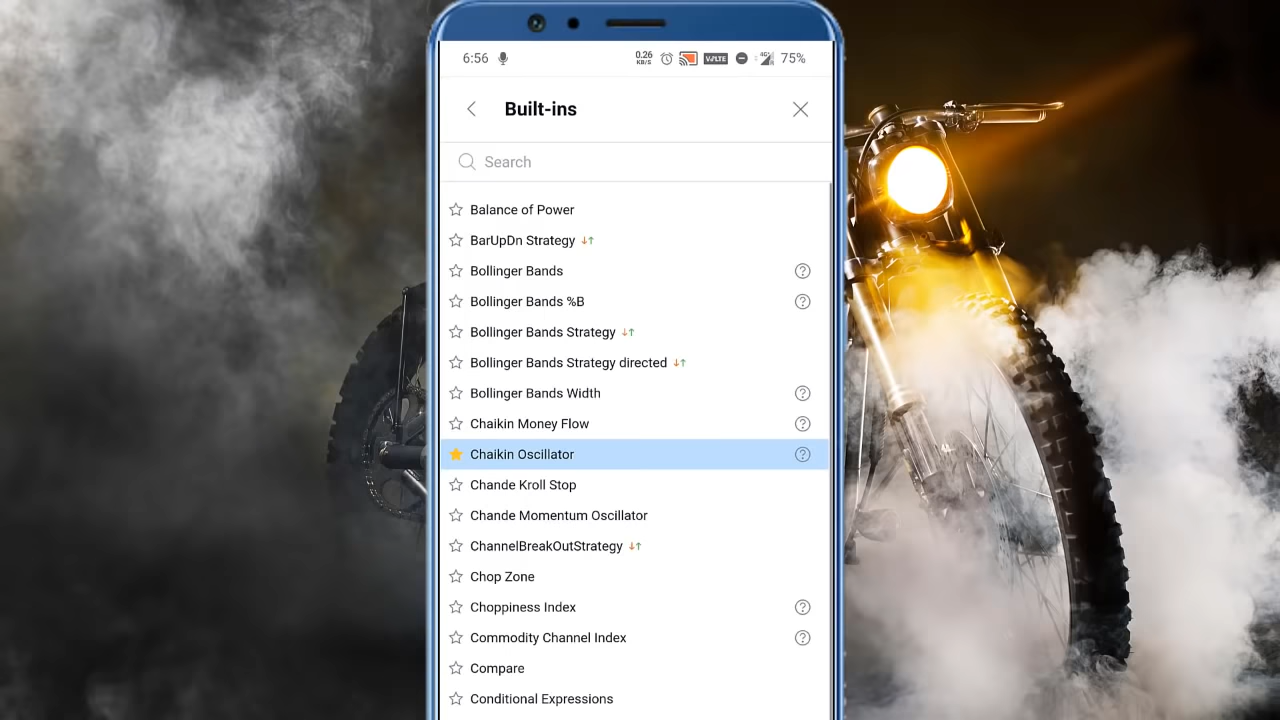 6:56
0.26 KB/S
VoLTE
4G
75%
Built-ins
Search
Balance of Power
BarUpDn Strategy
Bollinger Bands
Bollinger Bands %B
Bollinger Bands Strategy
Bollinger Bands Strategy directed
Bollinger Bands Width
Chaikin Money Flow
Chaikin Oscillator
Chande Kroll Stop
Chande Momentum Oscillator
ChannelBreakOutStrategy
Chop Zone
Choppiness Index
Commodity Channel Index
Compare
Conditional Expressions